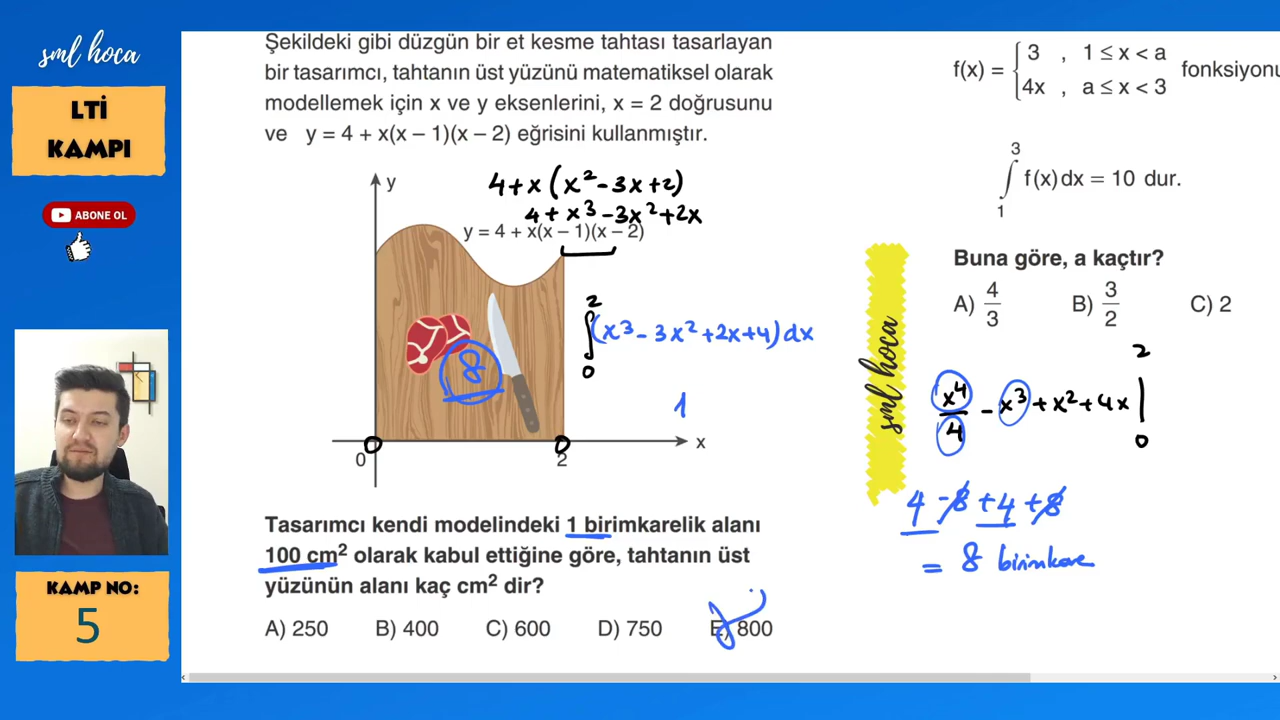 sml hoca
LTİ
KAMPI
ABONE OL
KAMP NO:
5
Şekildeki gibi düzgün bir et kesme tahtası tasarlayan
bir tasarımcı, tahtanın üst yüzünü matematiksel olarak
modellemek için x ve y eksenlerini, x = 2 doğrusunu
ve y = 4 + x(x – 1)(x – 2) eğrisini kullanmıştır.
y
4+x(x²-3x+2)
4+x³-3x²+2x
y = 4 + x(x – 1)(x – 2)
2
∫(x³-3x²+2x+4)dx
0
8
1
x
0
2
Tasarımcı kendi modelindeki 1 birimkarelik alanı
100 cm² olarak kabul ettiğine göre, tahtanın üst
yüzünün alanı kaç cm² dir?
A) 250 B) 400 C) 600 D) 750 E) 800
sml hoca
f(x) = { 3 , 1 ≤ x < a
4x , a ≤ x < 3 fonksiyonu
3
∫ f(x) dx = 10 dur.
1
Buna göre, a kaçtır?
A) 4/3 B) 3/2 C) 2
x⁴/4 - x³ + x² + 4x |
2
0
4 -8 +4 +8
= 8 birimkare